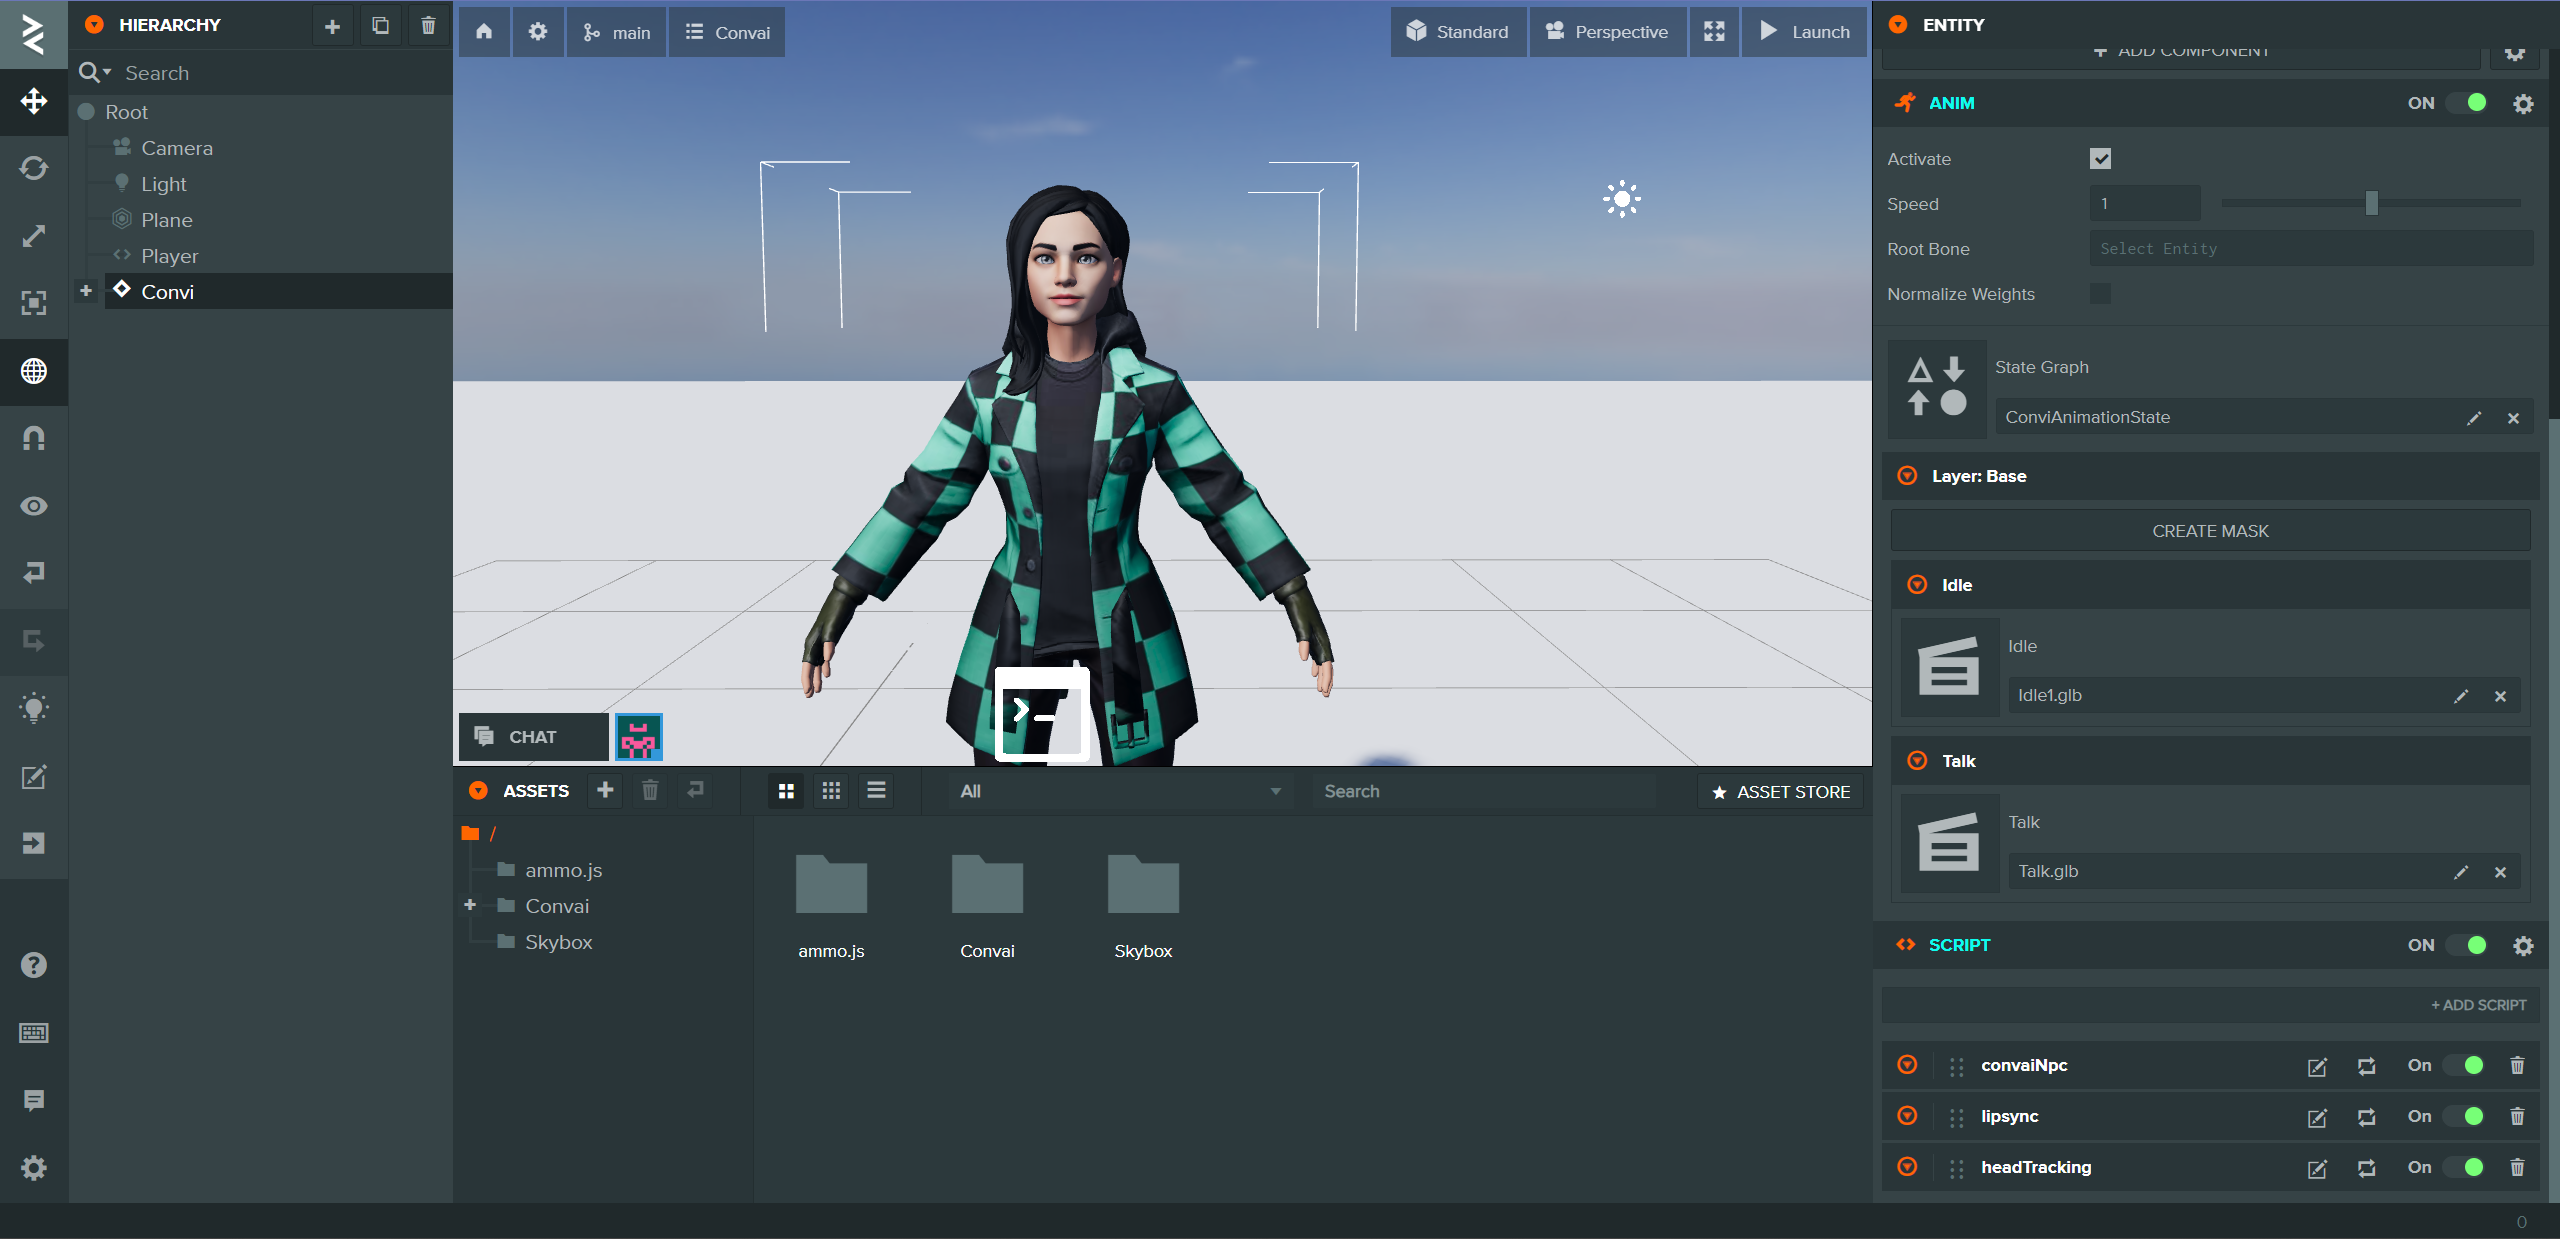 HIERARCHY
Search
Root
Camera
Light
Plane
Player
Convi
main
Convai
Standard
Perspective
Launch
CHAT
ASSETS
All
Search
ASSET STORE
/
ammo.js
Convai
Skybox
ammo.js
Convai
Skybox
ENTITY
ADD COMPONENT
ANIM
ON
Activate
Speed
1
Root Bone
Select Entity
Normalize Weights
State Graph
ConviAnimationState
Layer: Base
CREATE MASK
Idle
Idle
Idle1.glb
Talk
Talk
Talk.glb
SCRIPT
ON
+ ADD SCRIPT
convaiNpc
On
lipsync
On
headTracking
On
0